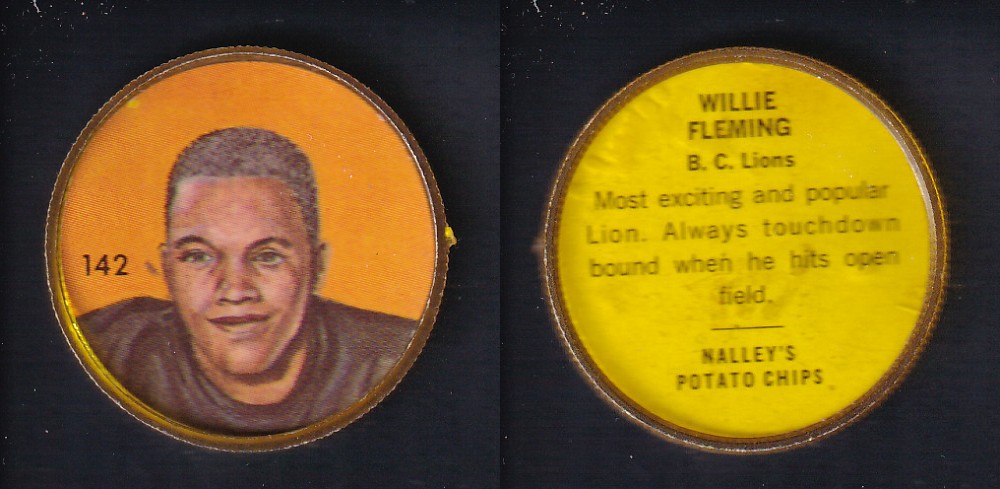 142
WILLIE
FLEMING
B. C. Lions
Most exciting and popular
Lion. Always touchdown
bound when he hits open
field.
NALLEY'S
POTATO CHIPS